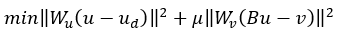 min‖W_u(u − u_d)‖² + μ‖W_v(Bu − v)‖²